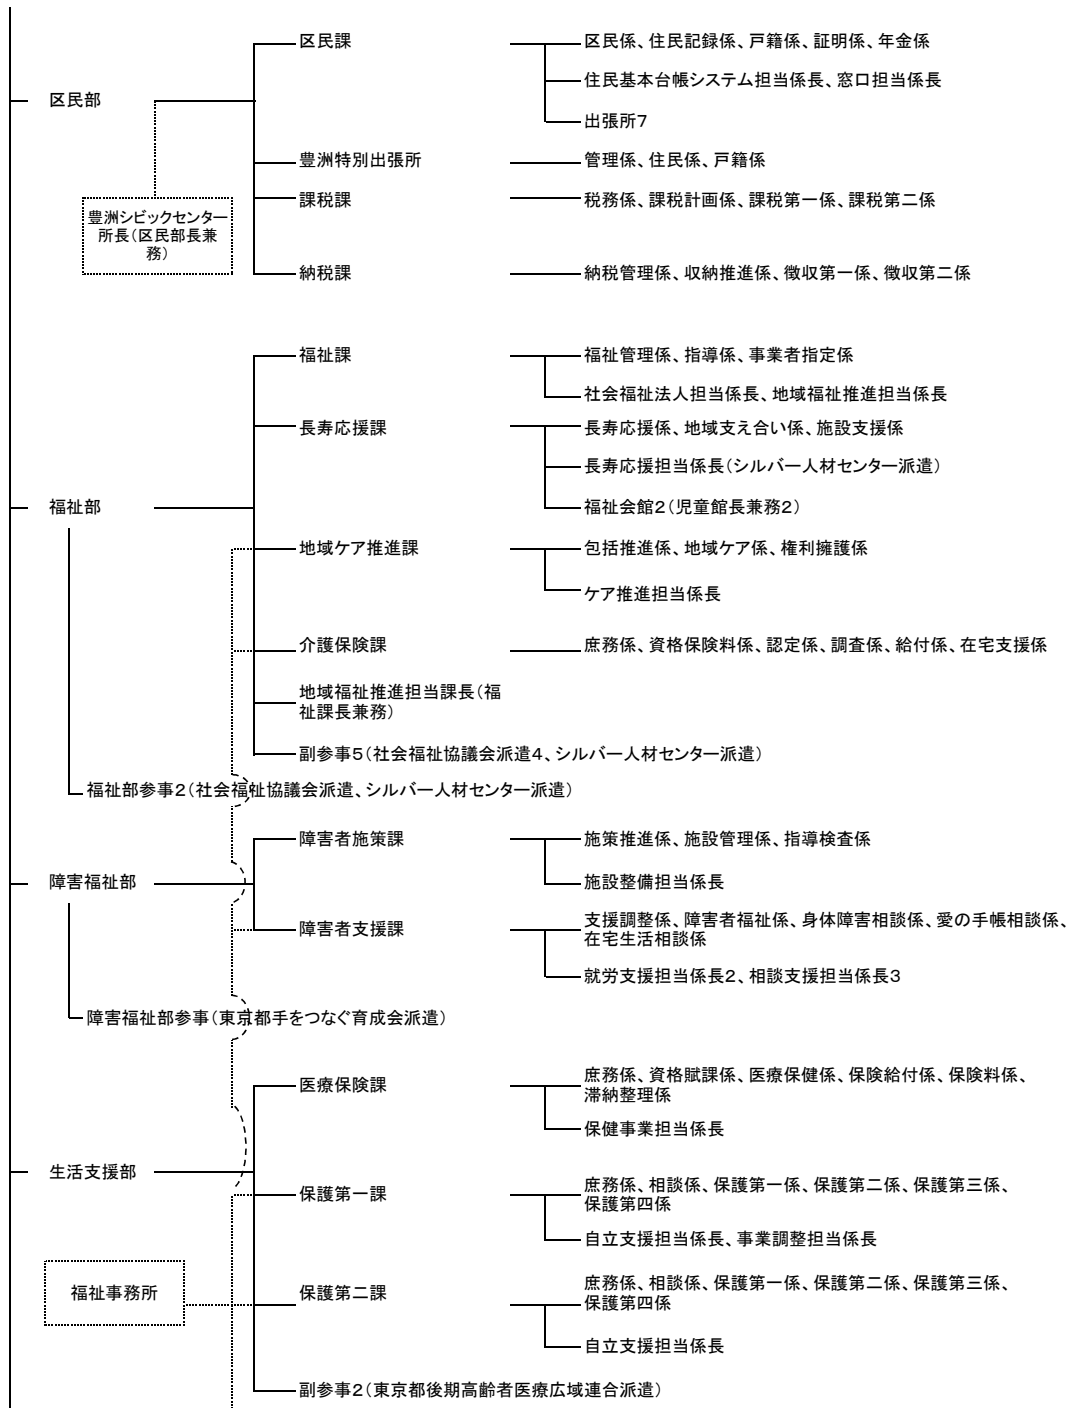 区民部
豊洲シビックセンター
所長(区民部長兼
務)
区民課
区民係、住民記録係、戸籍係、証明係、年金係
住民基本台帳システム担当係長、窓口担当係長
出張所7
豊洲特別出張所
管理係、住民係、戸籍係
課税課
税務係、課税計画係、課税第一係、課税第二係
納税課
納税管理係、収納推進係、徴収第一係、徴収第二係
福祉部
福祉課
福祉管理係、指導係、事業者指定係
社会福祉法人担当係長、地域福祉推進担当係長
長寿応援課
長寿応援係、地域支え合い係、施設支援係
長寿応援担当係長(シルバー人材センター派遣)
福祉会館2(児童館長兼務2)
地域ケア推進課
包括推進係、地域ケア係、権利擁護係
ケア推進担当係長
介護保険課
庶務係、資格保険料係、認定係、調査係、給付係、在宅支援係
地域福祉推進担当課長(福
祉課長兼務)
副参事5(社会福祉協議会派遣4、シルバー人材センター派遣)
福祉部参事2(社会福祉協議会派遣、シルバー人材センター派遣)
障害福祉部
障害者施策課
施策推進係、施設管理係、指導検査係
施設整備担当係長
障害者支援課
支援調整係、障害者福祉係、身体障害相談係、愛の手帳相談係、
在宅生活相談係
就労支援担当係長2、相談支援担当係長3
障害福祉部参事(東京都手をつなぐ育成会派遣)
生活支援部
医療保険課
庶務係、資格賦課係、医療保健係、保険給付係、保険料係、
滞納整理係
保健事業担当係長
保護第一課
庶務係、相談係、保護第一係、保護第二係、保護第三係、
保護第四係
自立支援担当係長、事業調整担当係長
福祉事務所
保護第二課
庶務係、相談係、保護第一係、保護第二係、保護第三係、
保護第四係
自立支援担当係長
副参事2(東京都後期高齢者医療広域連合派遣)